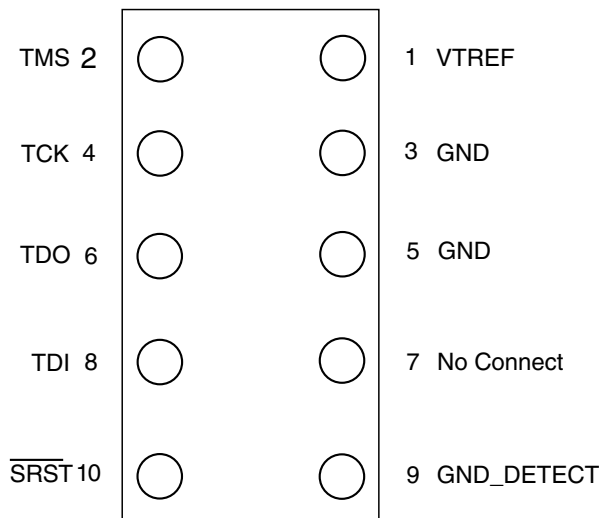 TMS 2 1 VTREF
TCK 4 3 GND
TDO 6 5 GND
TDI 8 7 No Connect
SRST 10 9 GND_DETECT